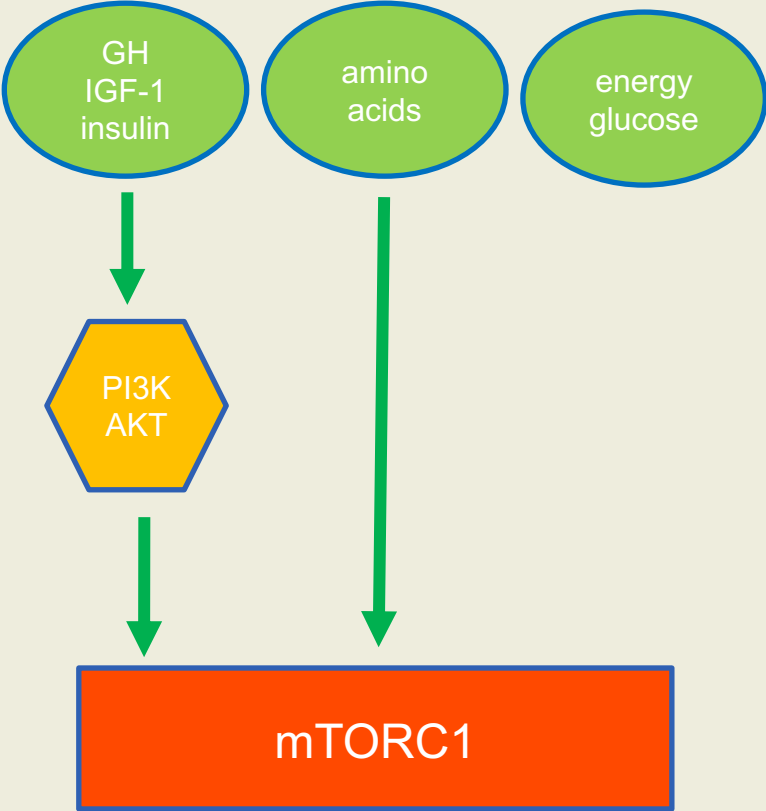 GH
IGF-1
insulin
amino
acids
energy
glucose
PI3K
AKT
mTORC1